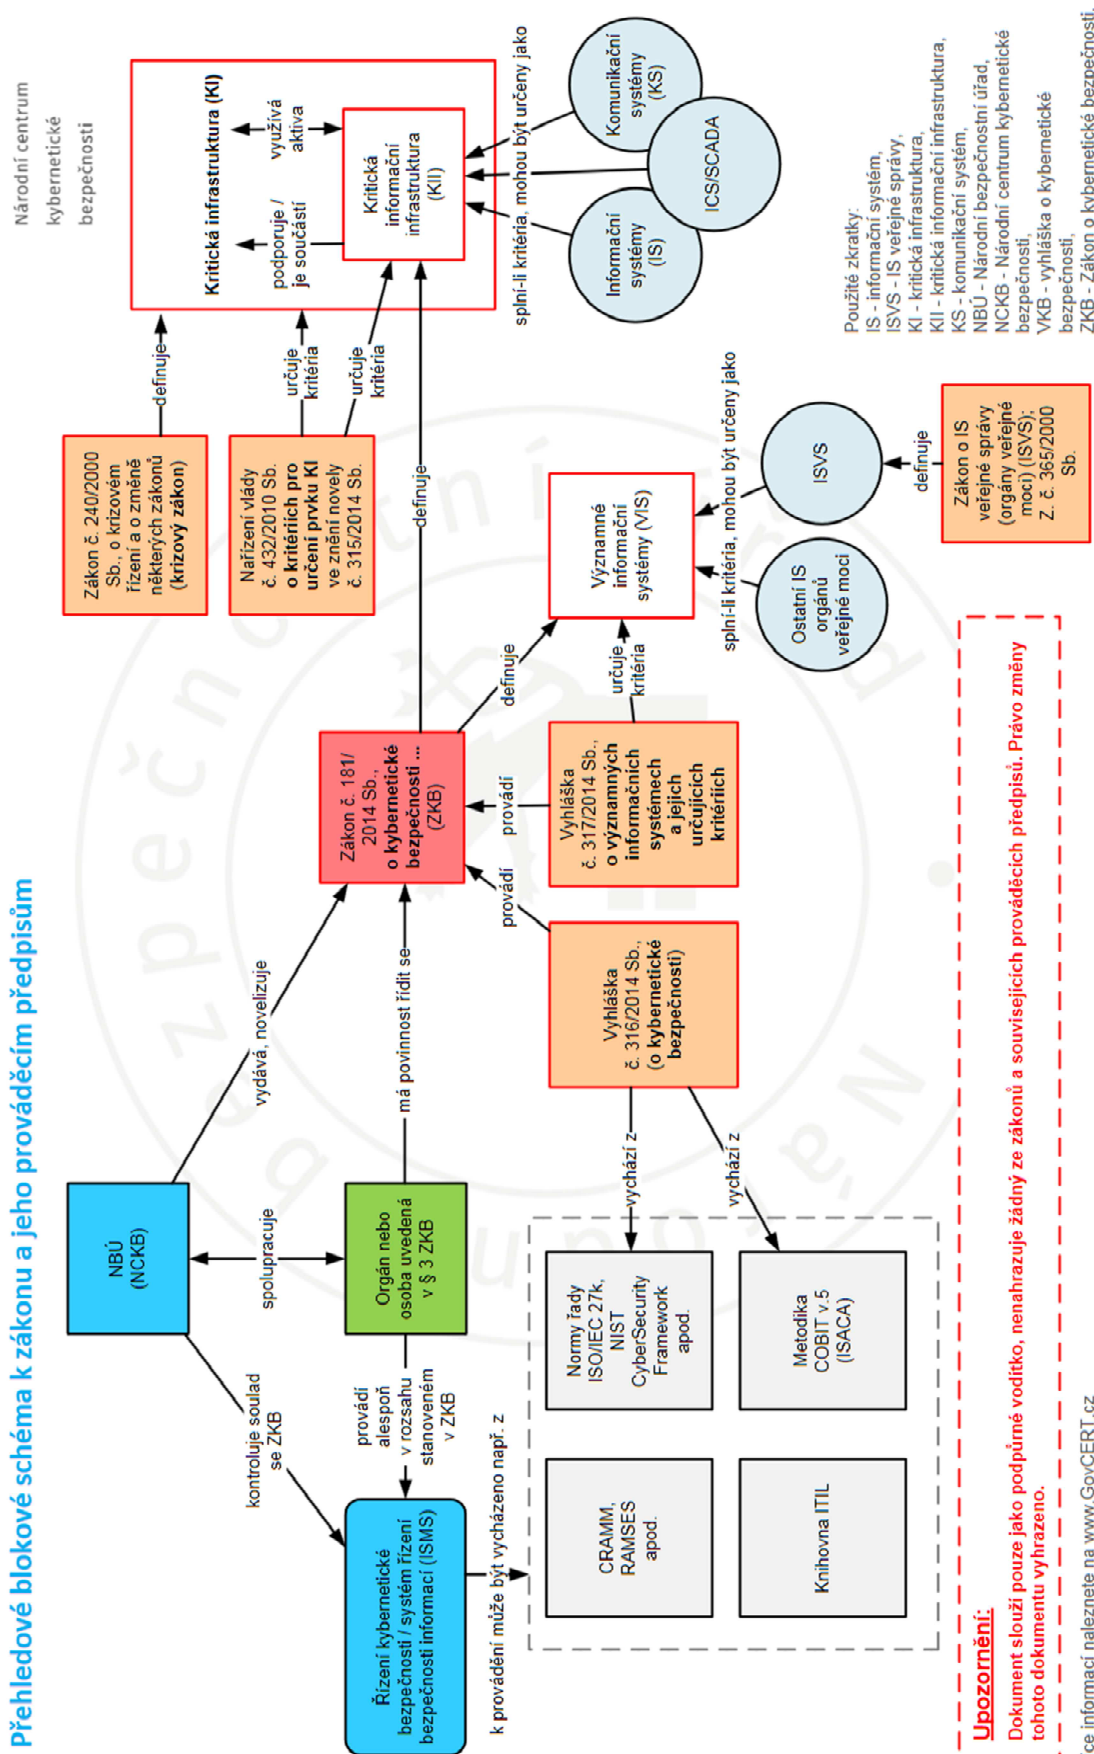 Přehledové blokové schéma k zákonu a jeho prováděcím předpisům
Národní centrum
kybernetické
bezpečnosti
NBÚ
(NCKB)
vydává, novelizuje
spolupracuje
kontroluje soulad
se ZKB
Orgán nebo
osoba uvedená
v § 3 ZKB
má povinnost řídit se
provádí
alespoň
v rozsahu
stanoveném
v ZKB
Řízení kybernetické
bezpečnosti / systém řízení
bezpečnosti informací (ISMS)
k provádění může být vycházeno např. z
CRAMM,
RAMSES
apod.
Normy řady
ISO/IEC 27k,
NIST
CyberSecurity
Framework
apod.
Knihovna ITIL
Metodika
COBIT v.5
(ISACA)
vychází z
vychází z
Vyhláška
č. 316/2014 Sb.,
(o kybernetické
bezpečnosti)
provádí
Zákon č. 181/
2014 Sb.,
o kybernetické
bezpečnosti ...
(ZKB)
provádí
Vyhláška
č. 317/2014 Sb.,
o významných
informačních
systémech
a jejich
určujících
kritériích
definuje
určuje
kritéria
Významné
informační
systémy (VIS)
splní-li kritéria, mohou být určeny jako
Ostatní IS
orgánů
veřejné moci
ISVS
definuje
Zákon o IS
veřejné správy
(orgány veřejné
moci) (ISVS);
Z. č. 365/2000
Sb.
definuje
Zákon č. 240/2000
Sb., o krizovém
řízení a o změně
některých zákonů
(krizový zákon)
definuje
Nařízení vlády
č. 432/2010 Sb.
o kritériích pro
určení prvku KI
ve znění novely
č. 315/2014 Sb.
určuje
kritéria
určuje
kritéria
Kritická infrastruktura (KI)
podporuje /
je součástí
využívá
aktiva
Kritická
informační
infrastruktura
(KII)
splní-li kritéria, mohou být určeny jako
Informační
systémy
(IS)
ICS/SCADA
Komunikační
systémy
(KS)
Použité zkratky:
IS - informační systém,
ISVS - IS veřejné správy,
KI - kritická infrastruktura,
KII - kritická informační infrastruktura,
KS - komunikační systém,
NBÚ - Národní bezpečnostní úřad,
NCKB - Národní centrum kybernetické
bezpečnosti,
VKB - vyhláška o kybernetické
bezpečnosti,
ZKB - Zákon o kybernetické bezpečnosti.
Upozornění:
Dokument slouží pouze jako podpůrné vodítko, nenahrazuje žádný ze zákonů a souvisejících prováděcích předpisů. Právo změny
tohoto dokumentu vyhrazeno.
íce informací naleznete na www.GovCERT.cz
Národní bezpečnostní úřad